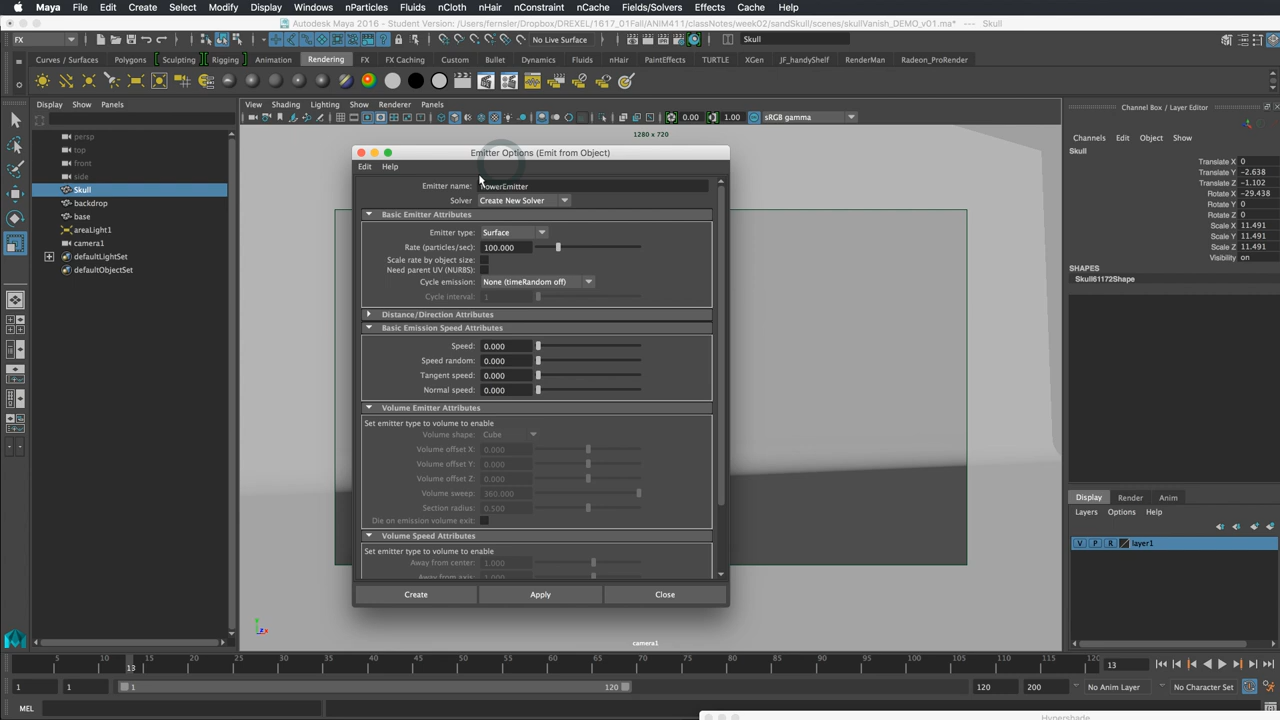 Maya File Edit Create Select Modify Display Windows nParticles Fluids nCloth nHair nConstraint nCache Fields/Solvers Effects Cache Help
Autodesk Maya 2016 - Student Version: /Users/fernsler/Dropbox/DREXEL/1617_01Fall/ANIM411/classNotes/week02/sandSkull/scenes/skullVanish_DEMO_v01.ma* --- Skull
FX No Live Surface Skull
Curves / Surfaces Polygons Sculpting Rigging Animation Rendering FX FX Caching Custom Bullet Dynamics Fluids nHair PaintEffects TURTLE XGen JF_handyShelf RenderMan Radeon_ProRender
Display Show Panels
View Shading Lighting Show Renderer Panels
Channel Box / Layer Editor
0.00 1.00 sRGB gamma
1280 x 720
persp
top
front
side
Skull
backdrop
base
areaLight1
camera1
defaultLightSet
defaultObjectSet
Emitter Options (Emit from Object)
Edit Help
Emitter name:
Solver Create New Solver
Basic Emitter Attributes
Emitter type: Surface
Rate (particles/sec): 100.000
Scale rate by object size:
Need parent UV (NURBS):
Cycle emission: None (timeRandom off)
Cycle interval: 1
Distance/Direction Attributes
Basic Emission Speed Attributes
Speed: 0.000
Speed random: 0.000
Tangent speed: 0.000
Normal speed: 0.000
Volume Emitter Attributes
Set emitter type to volume to enable
Volume shape: Cube
Volume offset X: 0.000
Volume offset Y: 0.000
Volume offset Z: 0.000
Volume sweep: 360.000
Section radius: 0.500
Die on emission volume exit:
Volume Speed Attributes
Set emitter type to volume to enable
Away from center: 1.000
Away from axis: 1.000
Create Apply Close
Channels Edit Object Show
Skull
Translate X 0
Translate Y -2.638
Translate Z -1.102
Rotate X -29.438
Rotate Y 0
Rotate Z 0
Scale X 11.491
Scale Y 11.491
Scale Z 11.491
Visibility on
SHAPES
Skull61172Shape
Display Render Anim
Layers Options Help
V P R layer1
camera1
5 10 13 15 20 25 30 35 40 45 50 55 60 65 70 75 80 85 90 95 100 105 110 115 120
13
1 1 1 120 120 200 No Anim Layer No Character Set
MEL
Hypershade